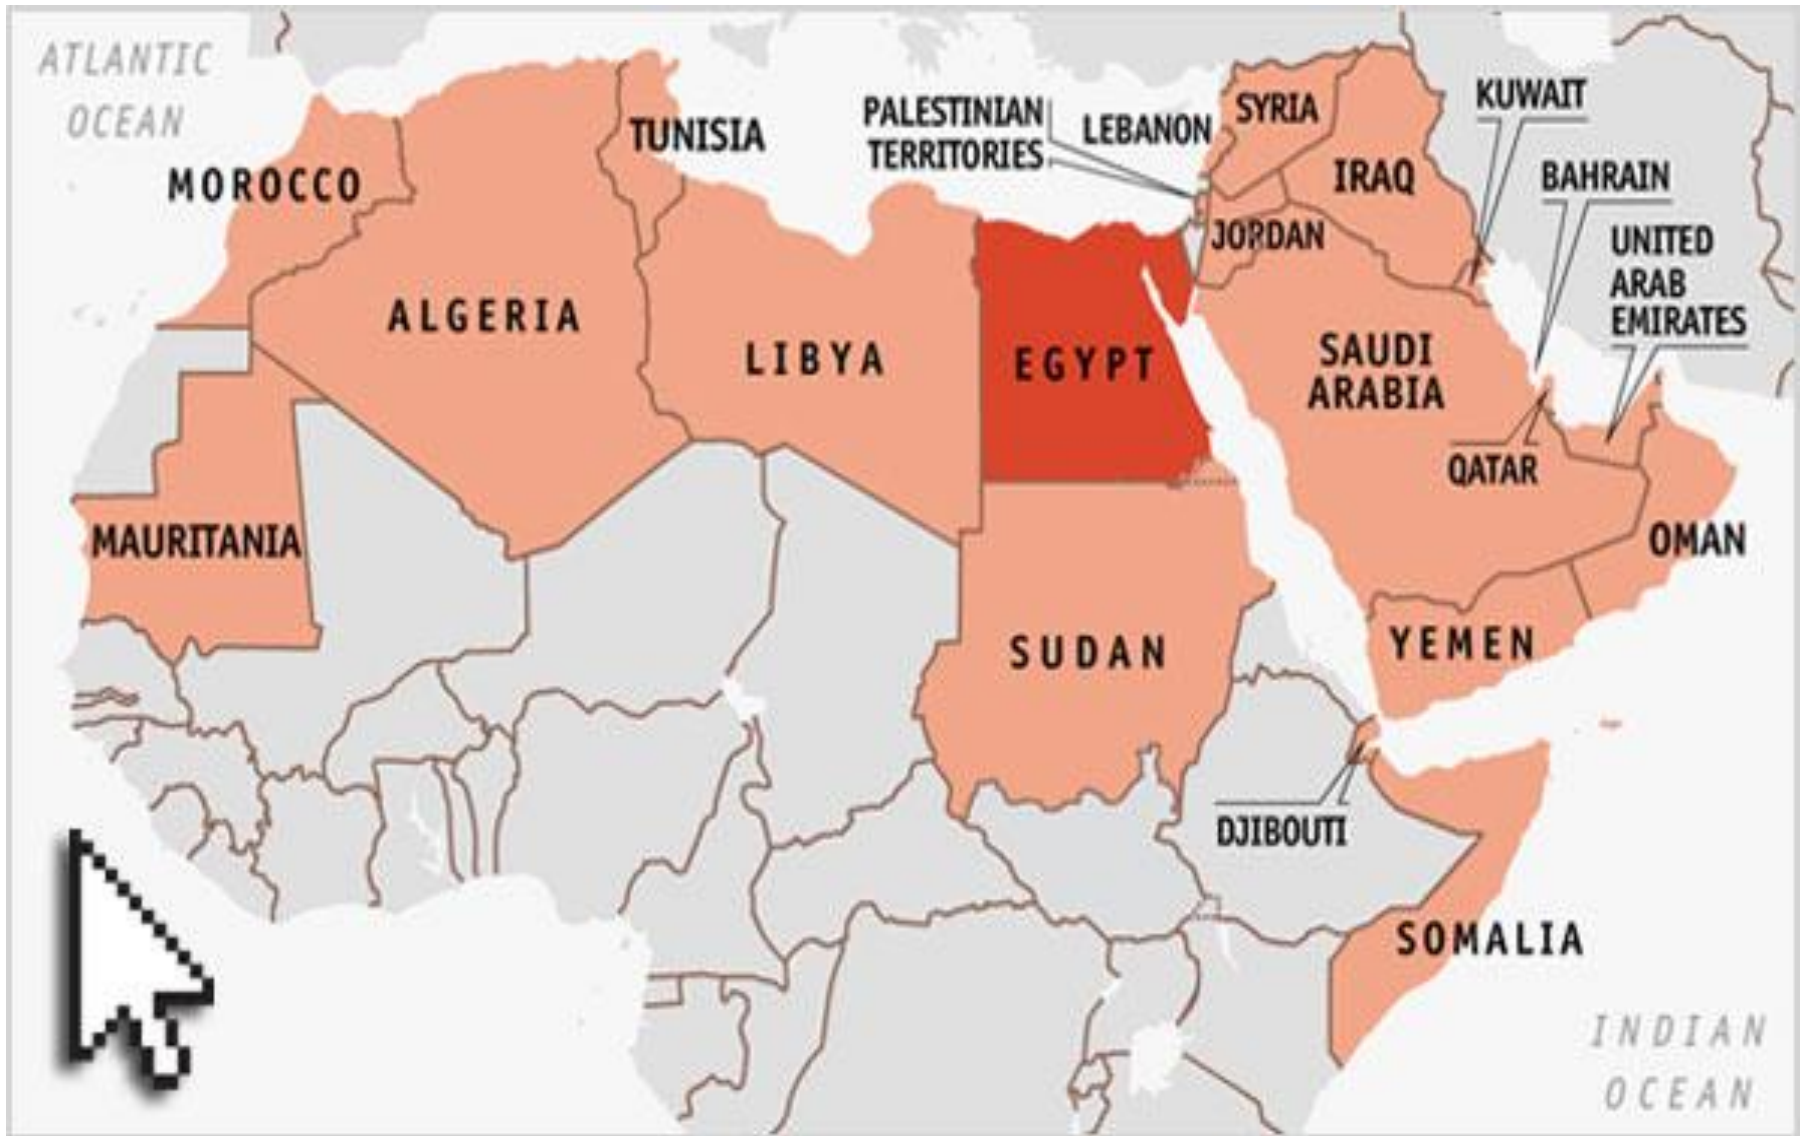 ATLANTIC
OCEAN
MOROCCO
ALGERIA
TUNISIA
LIBYA
EGYPT
PALESTINIAN
TERRITORIES
LEBANON
SYRIA
IRAQ
JORDAN
KUWAIT
BAHRAIN
UNITED
ARAB
EMIRATES
SAUDI
ARABIA
QATAR
OMAN
YEMEN
MAURITANIA
SUDAN
DJIBOUTI
SOMALIA
INDIAN
OCEAN